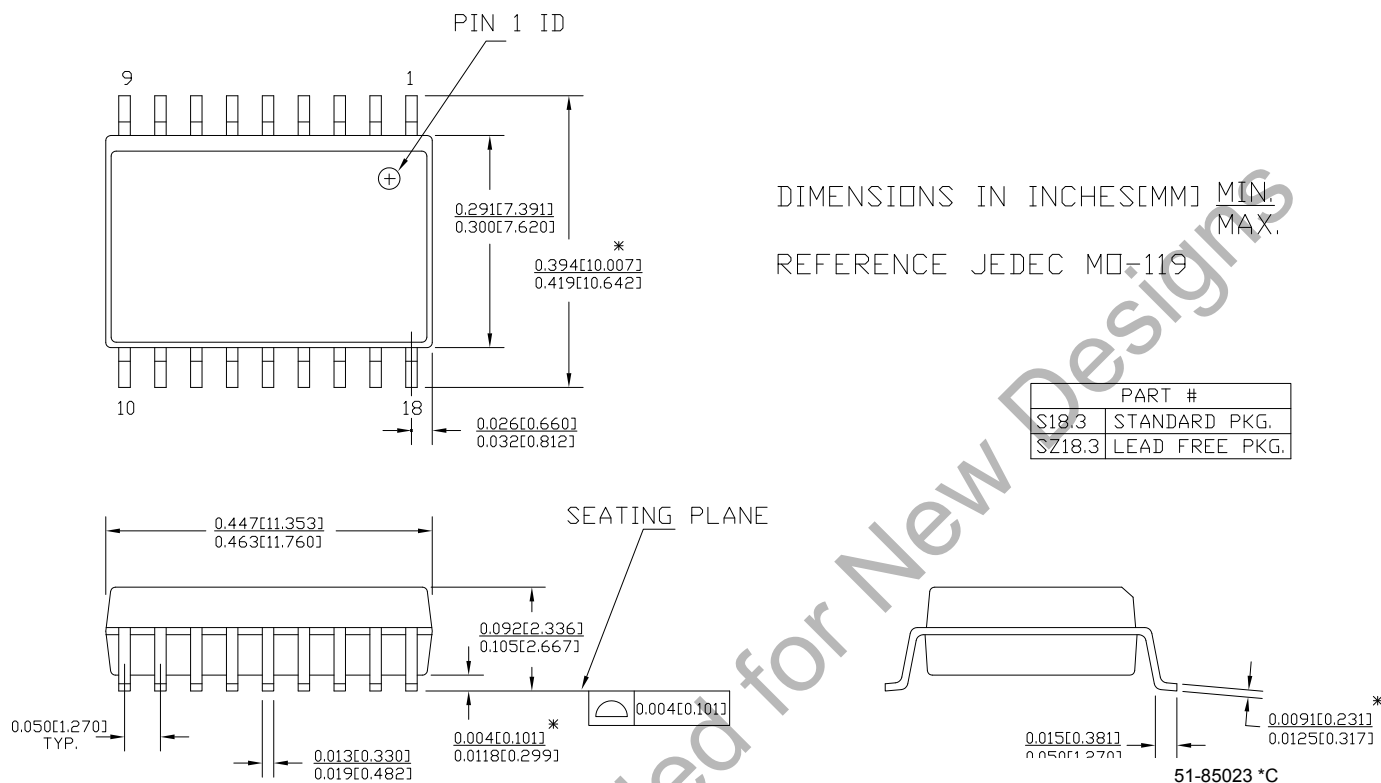 PIN 1 ID
9
1
0.291[7.391]
0.300[7.620]
*
0.394[10.007]
0.419[10.642]
DIMENSIONS IN INCHES[MM] MIN.
MAX.
REFERENCE JEDEC MO-119
PART #
S18.3 STANDARD PKG.
SZ18.3 LEAD FREE PKG.
10
18
0.026[0.660]
0.032[0.812]
SEATING PLANE
0.447[11.353]
0.463[11.760]
0.092[2.336]
0.105[2.667]
0.004[0.101]
0.050[1.270]
TYP.
0.013[0.330]
0.019[0.482]
*
0.004[0.101]
0.0118[0.299]
0.015[0.381]
0.050[1.270]
*
0.0091[0.231]
0.0125[0.317]
51-85023 *C
for New Designs